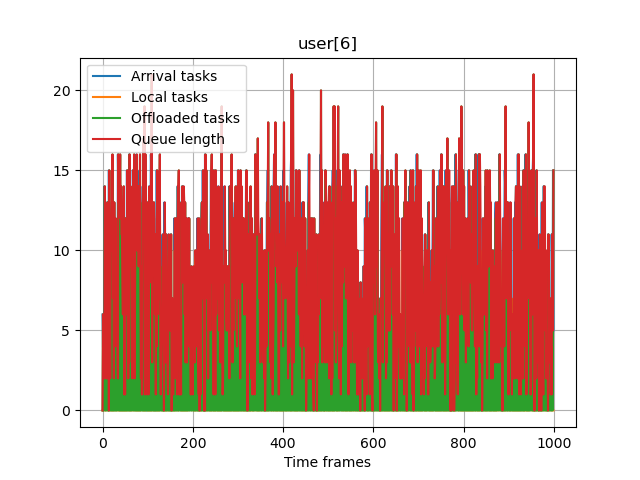 user[6]
Arrival tasks
Local tasks
Offloaded tasks
Queue length
20
15
10
5
0
0 200 400 600 800 1000
Time frames